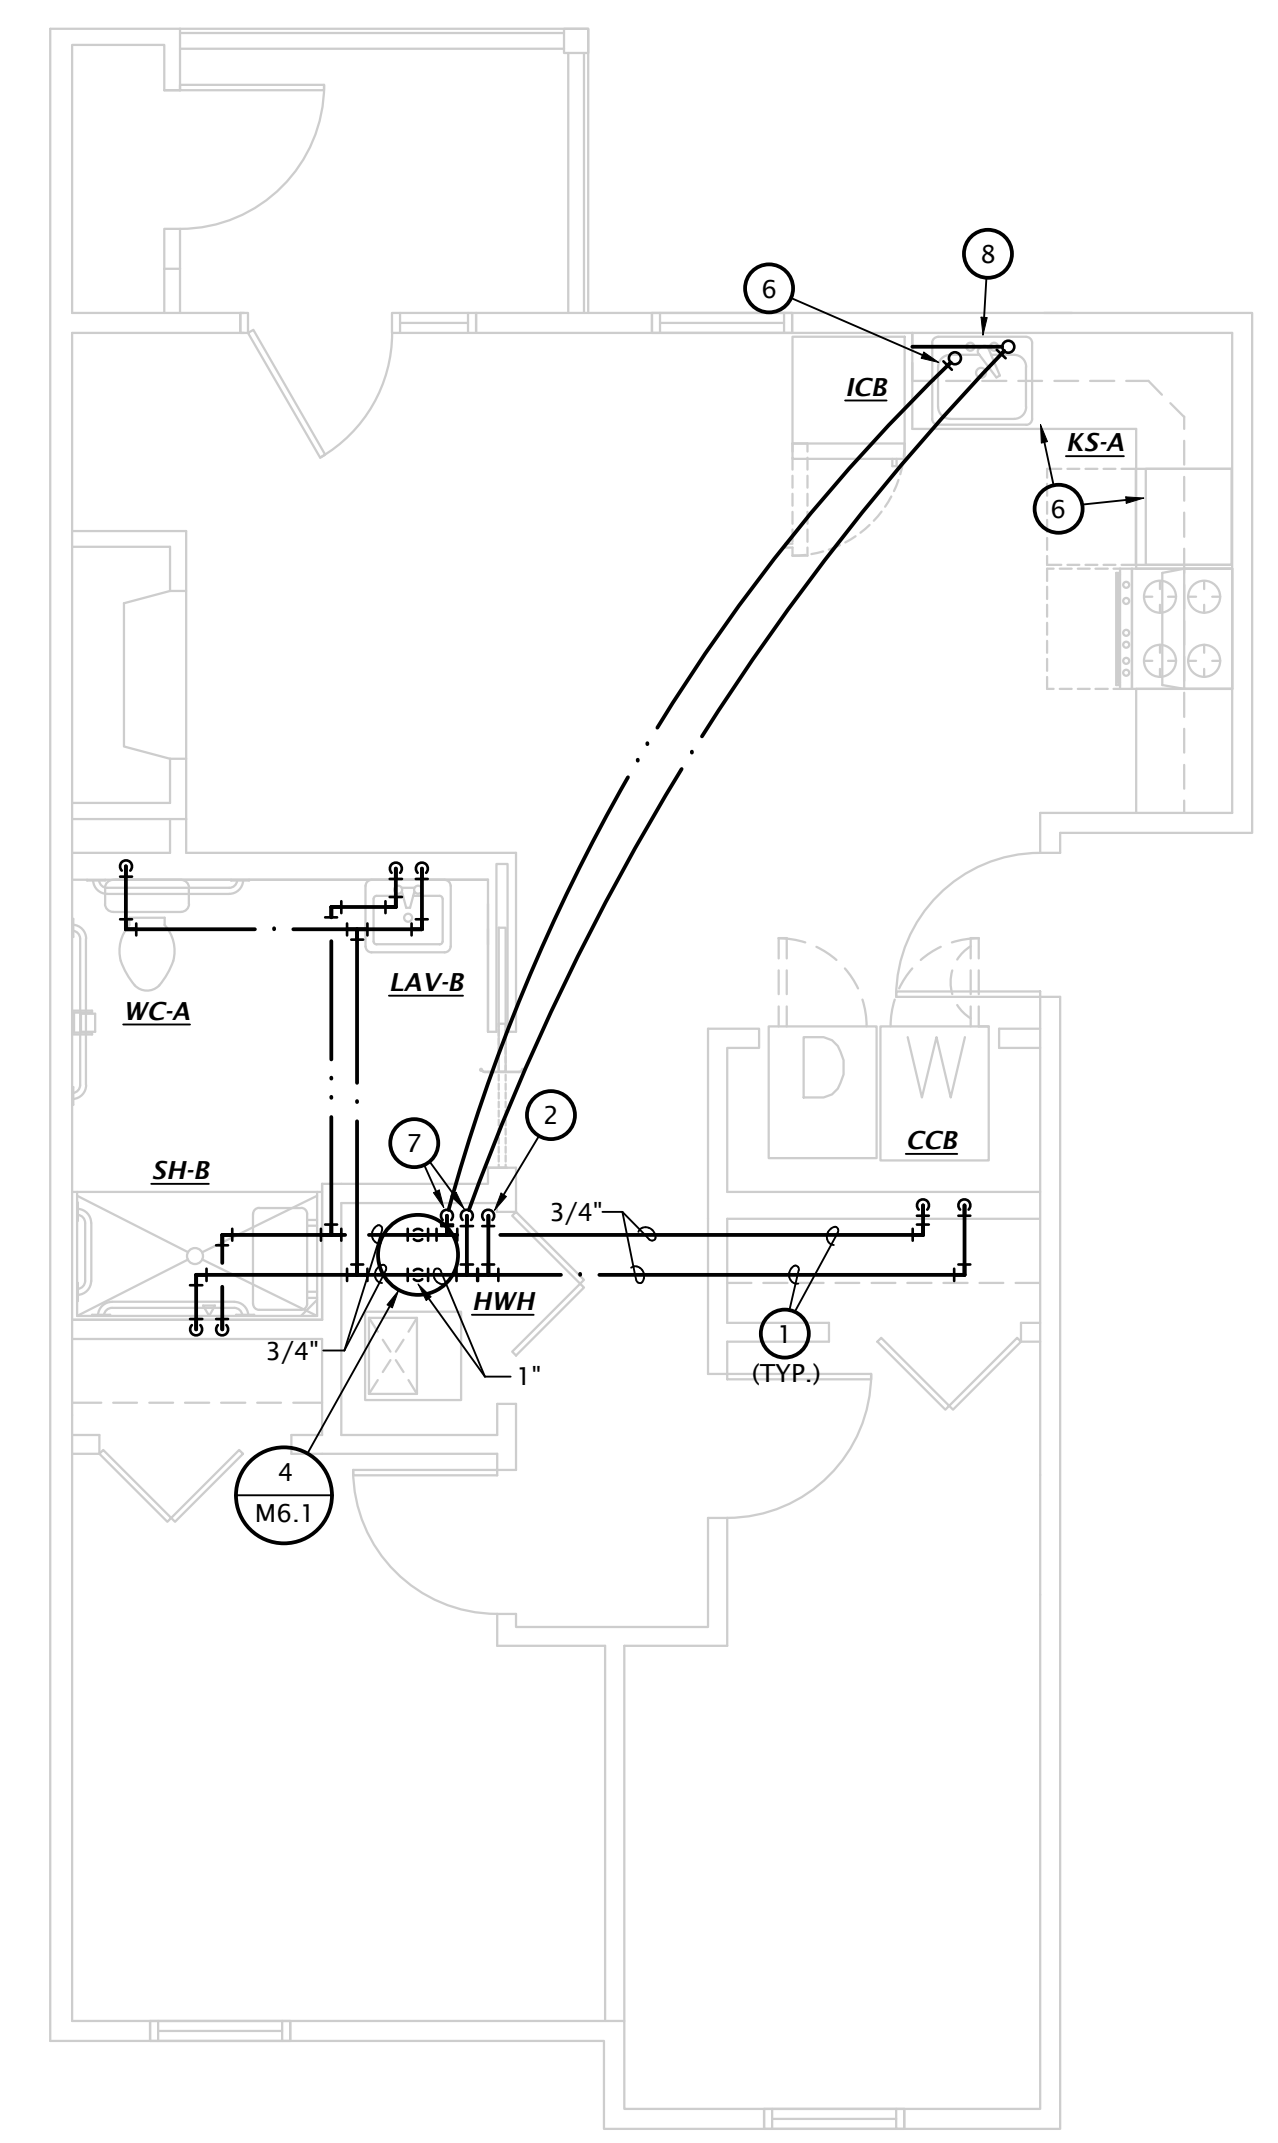 8
6
ICB
KS-A
6
LAV-B
WC-A
D
W
2
7
CCB
SH-B
3/4"
HWH
1
3/4"
(TYP.)
1"
4
M6.1